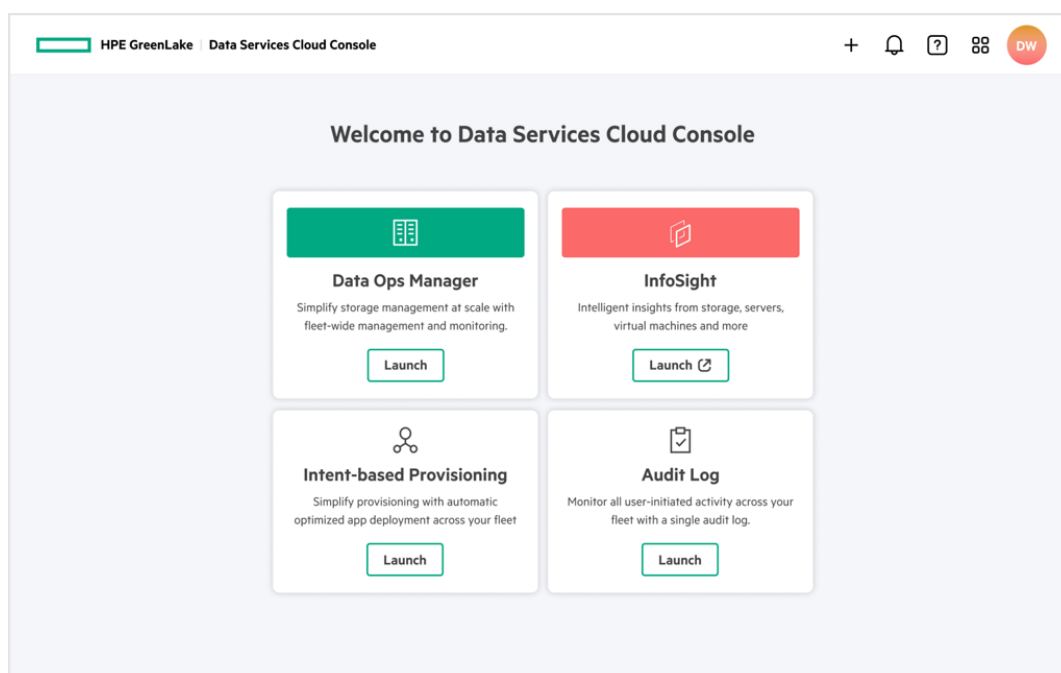 HPE GreenLake Data Services Cloud Console
?
DW
Welcome to Data Services Cloud Console
Data Ops Manager
Simplify storage management at scale with
fleet-wide management and monitoring.
Launch
InfoSight
Intelligent insights from storage, servers,
virtual machines and more
Launch
Intent-based Provisioning
Simplify provisioning with automatic
optimized app deployment across your fleet
Launch
Audit Log
Monitor all user-initiated activity across your
fleet with a single audit log.
Launch